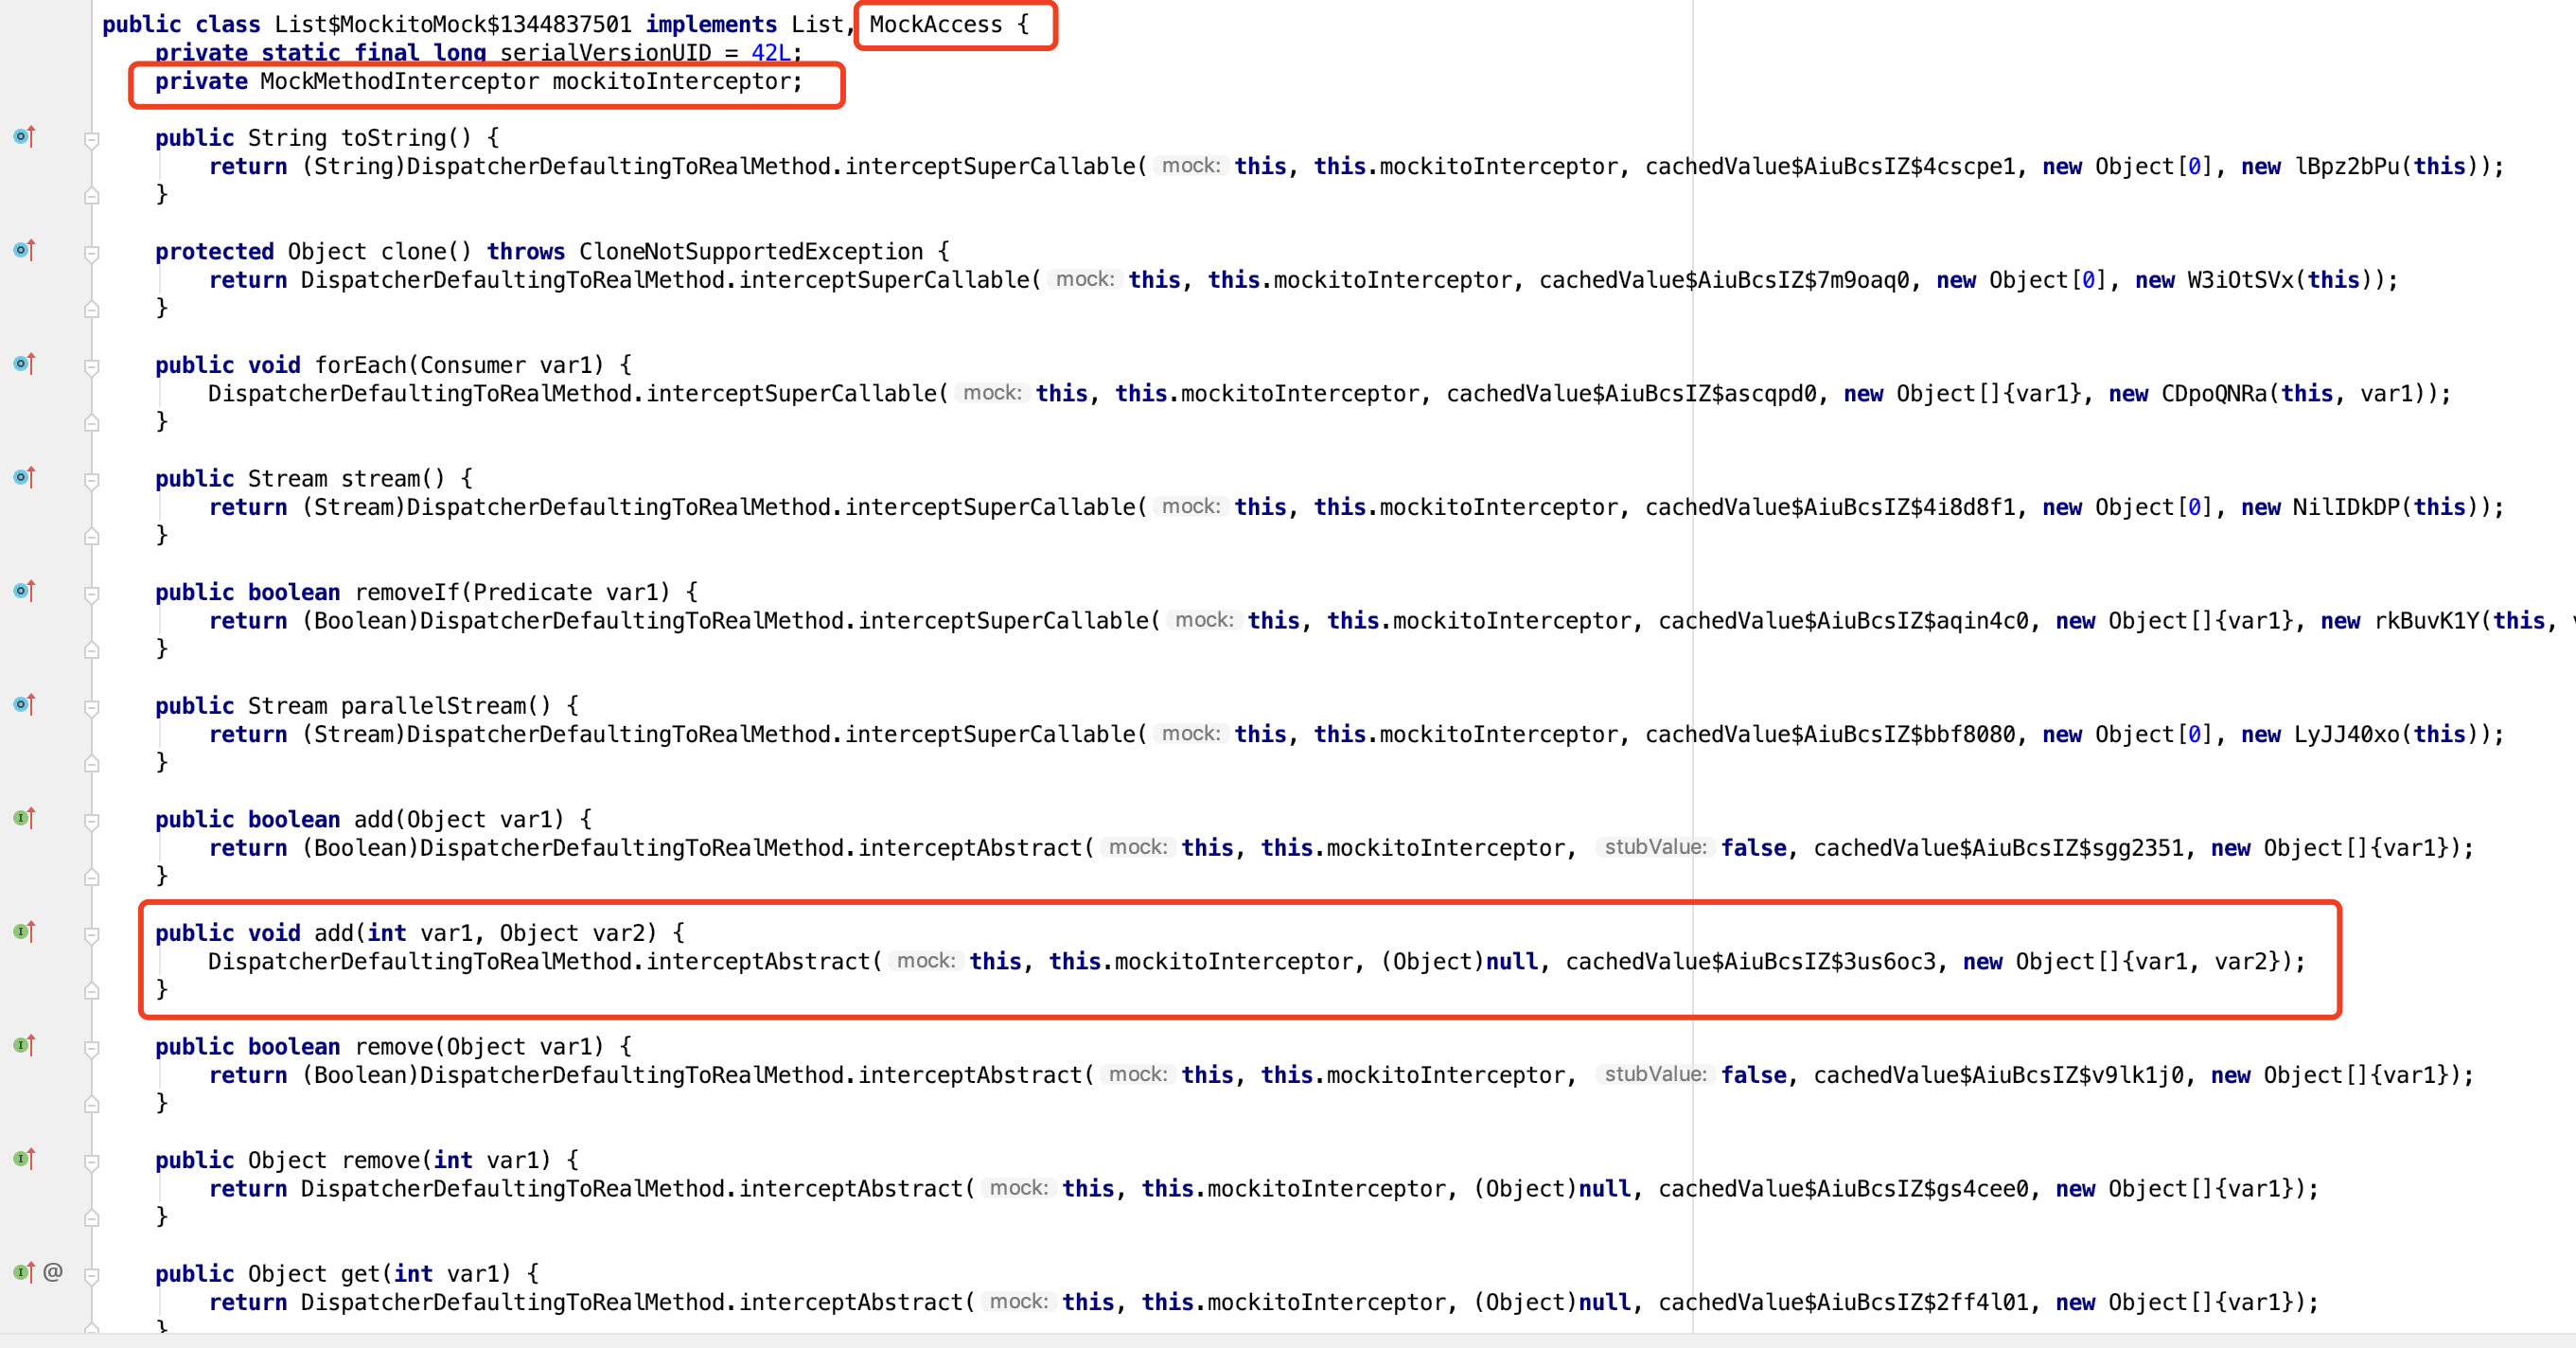 public class List$MockitoMock$1344837501 implements List, MockAccess {
private static final long serialVersionUID = 42L;
private MockMethodInterceptor mockitoInterceptor;
public String toString() {
return (String)DispatcherDefaultingToRealMethod.interceptSuperCallable( mock: this, this.mockitoInterceptor, cachedValue$AiuBcsIZ$4cscpe1, new Object[0], new lBpz2bPu(this));
}
protected Object clone() throws CloneNotSupportedException {
return DispatcherDefaultingToRealMethod.interceptSuperCallable( mock: this, this.mockitoInterceptor, cachedValue$AiuBcsIZ$7m9oaq0, new Object[0], new W3iOtSVx(this));
}
public void forEach(Consumer var1) {
DispatcherDefaultingToRealMethod.interceptSuperCallable( mock: this, this.mockitoInterceptor, cachedValue$AiuBcsIZ$ascqpd0, new Object[]{var1}, new CDpoQNRa(this, var1));
}
public Stream stream() {
return (Stream)DispatcherDefaultingToRealMethod.interceptSuperCallable( mock: this, this.mockitoInterceptor, cachedValue$AiuBcsIZ$4i8d8f1, new Object[0], new NilIDkDP(this));
}
public boolean removeIf(Predicate var1) {
return (Boolean)DispatcherDefaultingToRealMethod.interceptSuperCallable( mock: this, this.mockitoInterceptor, cachedValue$AiuBcsIZ$aqin4c0, new Object[]{var1}, new rkBuvK1Y(this,
}
public Stream parallelStream() {
return (Stream)DispatcherDefaultingToRealMethod.interceptSuperCallable( mock: this, this.mockitoInterceptor, cachedValue$AiuBcsIZ$bbf8080, new Object[0], new LyJJ40xo(this));
}
public boolean add(Object var1) {
return (Boolean)DispatcherDefaultingToRealMethod.interceptAbstract( mock: this, this.mockitoInterceptor, stubValue: false, cachedValue$AiuBcsIZ$sgg2351, new Object[]{var1});
}
public void add(int var1, Object var2) {
DispatcherDefaultingToRealMethod.interceptAbstract( mock: this, this.mockitoInterceptor, (Object)null, cachedValue$AiuBcsIZ$3us6oc3, new Object[]{var1, var2});
}
public boolean remove(Object var1) {
return (Boolean)DispatcherDefaultingToRealMethod.interceptAbstract( mock: this, this.mockitoInterceptor, stubValue: false, cachedValue$AiuBcsIZ$v9lk1j0, new Object[]{var1});
}
public Object remove(int var1) {
return DispatcherDefaultingToRealMethod.interceptAbstract( mock: this, this.mockitoInterceptor, (Object)null, cachedValue$AiuBcsIZ$gs4cee0, new Object[]{var1});
}
@ public Object get(int var1) {
return DispatcherDefaultingToRealMethod.interceptAbstract( mock: this, this.mockitoInterceptor, (Object)null, cachedValue$AiuBcsIZ$2ff4l01, new Object[]{var1});
}